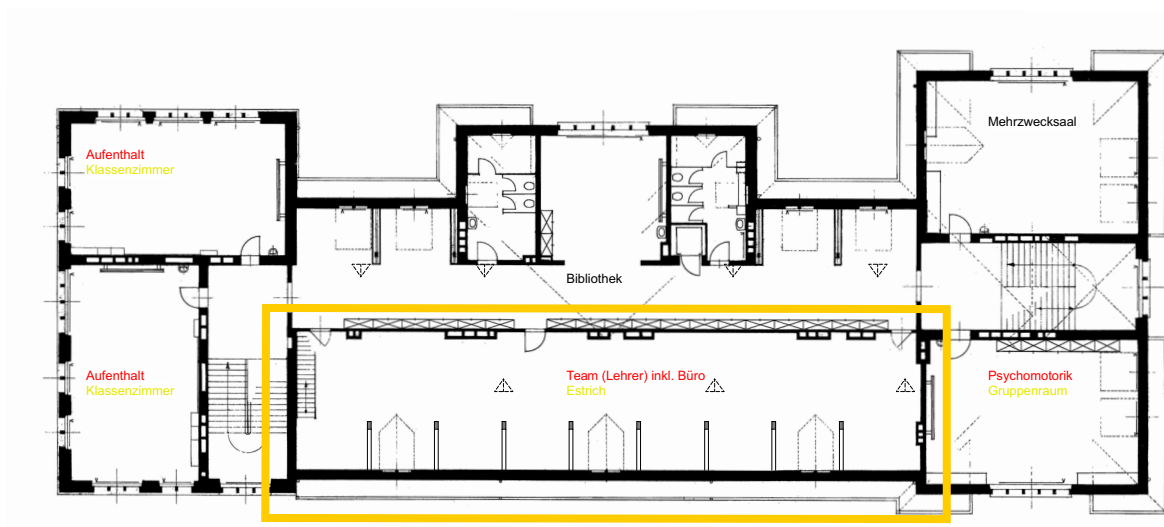 Mehrzwecksaal
Aufenthalt
Klassenzimmer
Bibliothek
Aufenthalt
Klassenzimmer
Team (Lehrer) inkl. Büro
Estrich
Psychomotorik
Gruppenraum